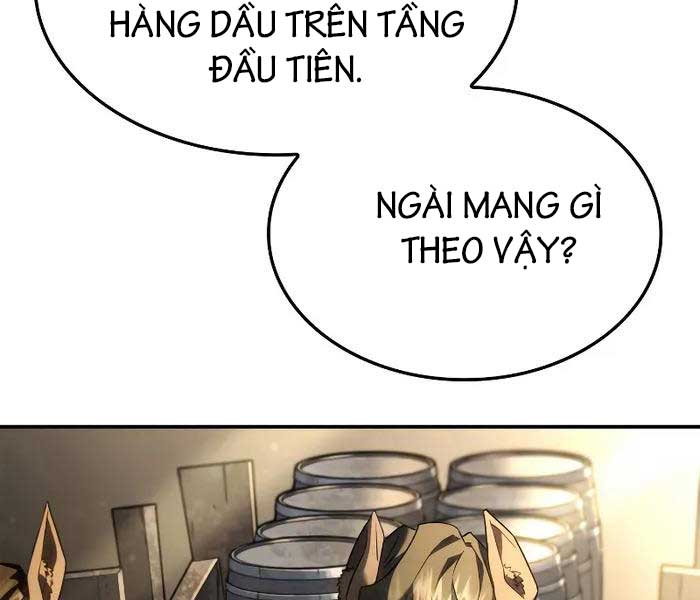 HÀNG DẦU TRÊN TẦNG
ĐẦU TIÊN.
NGÀI MANG GÌ
THEO VẬY?